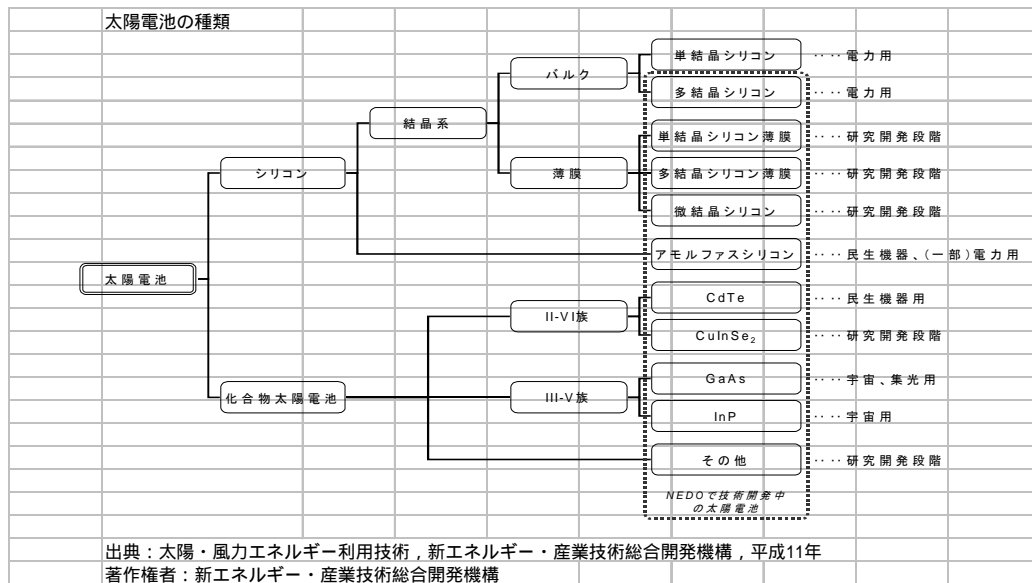 太陽電池の種類
単結晶シリコン ‥‥電力用
バルク
多結晶シリコン ‥‥電力用
結晶系
単結晶シリコン薄膜 ‥‥研究開発段階
シリコン 薄膜 多結晶シリコン薄膜 ‥‥研究開発段階
微結晶シリコン ‥‥研究開発段階
アモルファスシリコン ‥‥民生機器、(一部)電力用
太陽電池
CdTe ‥‥民生機器用
II-VI族
CuInSe₂ ‥‥研究開発段階
GaAs ‥‥宇宙、集光用
化合物太陽電池 III-V族
InP ‥‥宇宙用
その他 ‥‥研究開発段階
NEDOで技術開発中
の太陽電池
出典：太陽・風力エネルギー利用技術，新エネルギー・産業技術総合開発機構，平成11年
著作権者：新エネルギー・産業技術総合開発機構